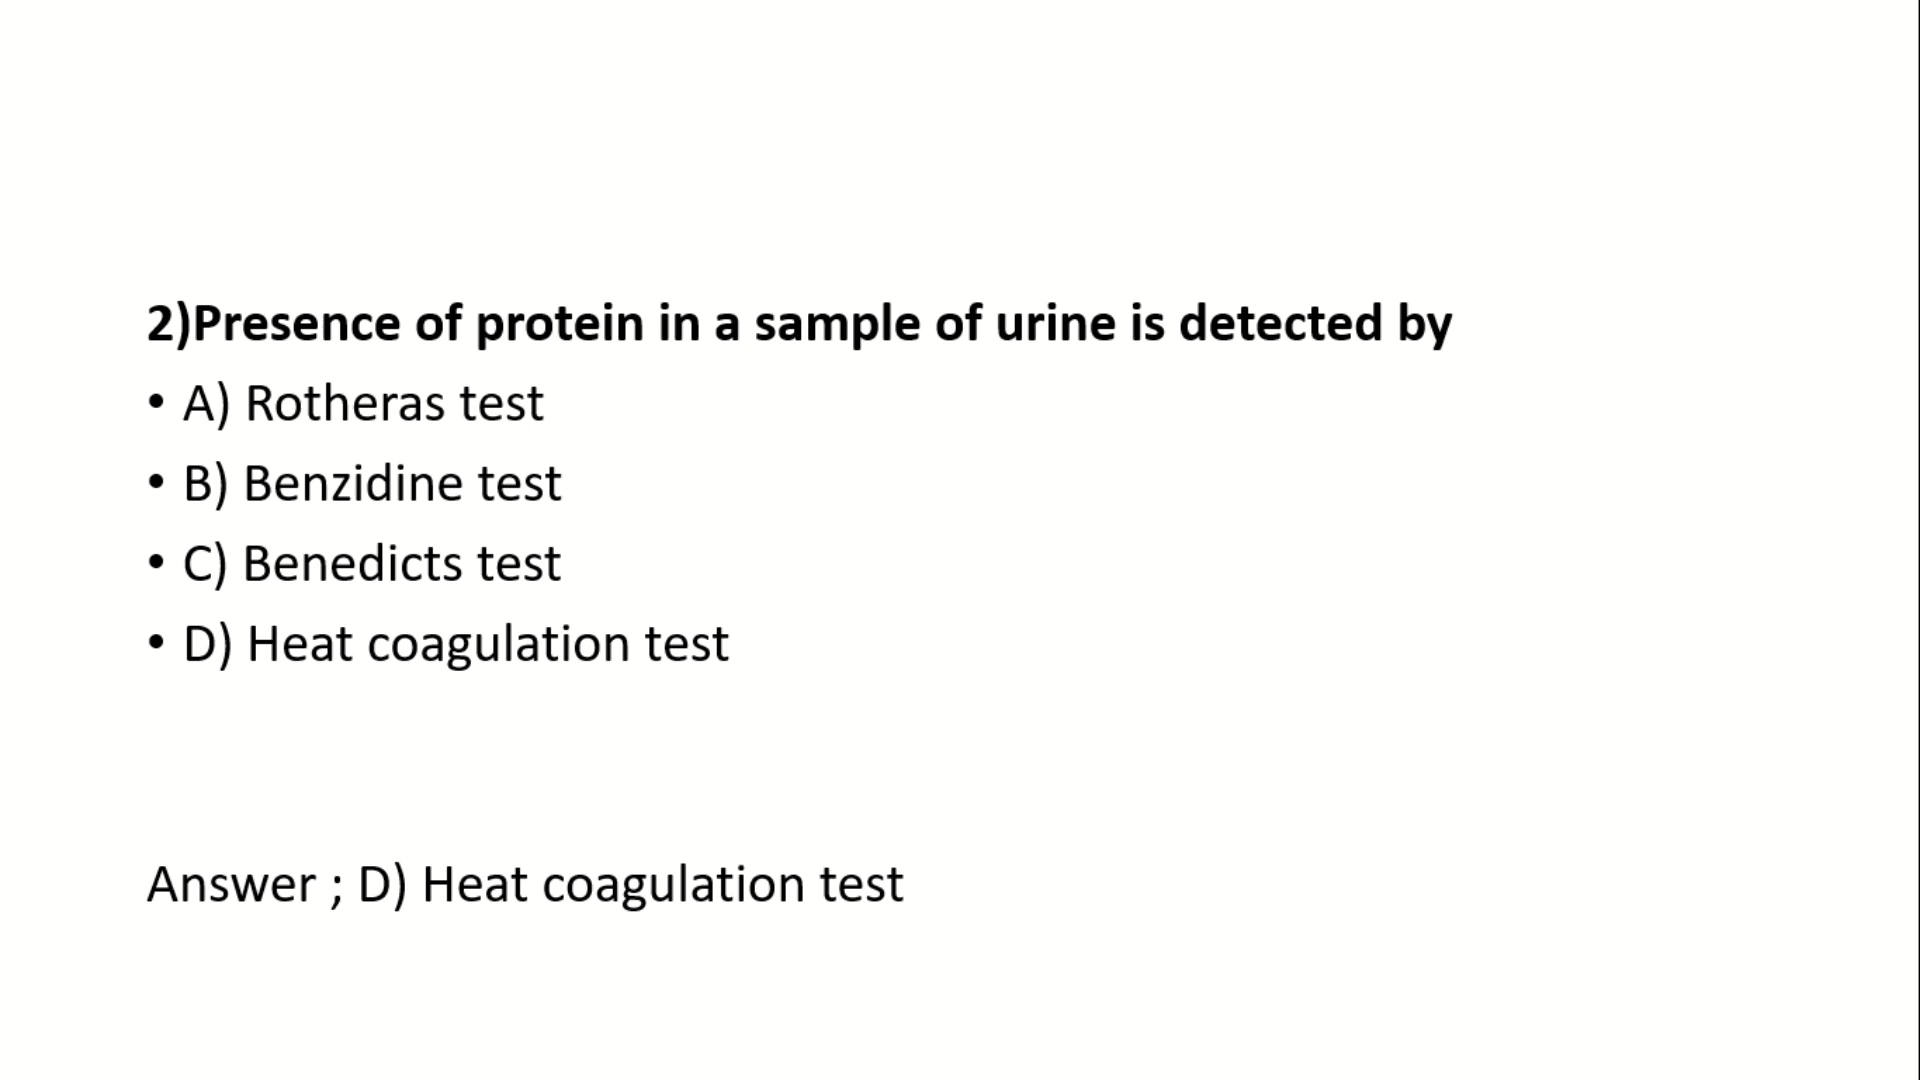 2)Presence of protein in a sample of urine is detected by
• A) Rotheras test
• B) Benzidine test
• C) Benedicts test
• D) Heat coagulation test
Answer ; D) Heat coagulation test